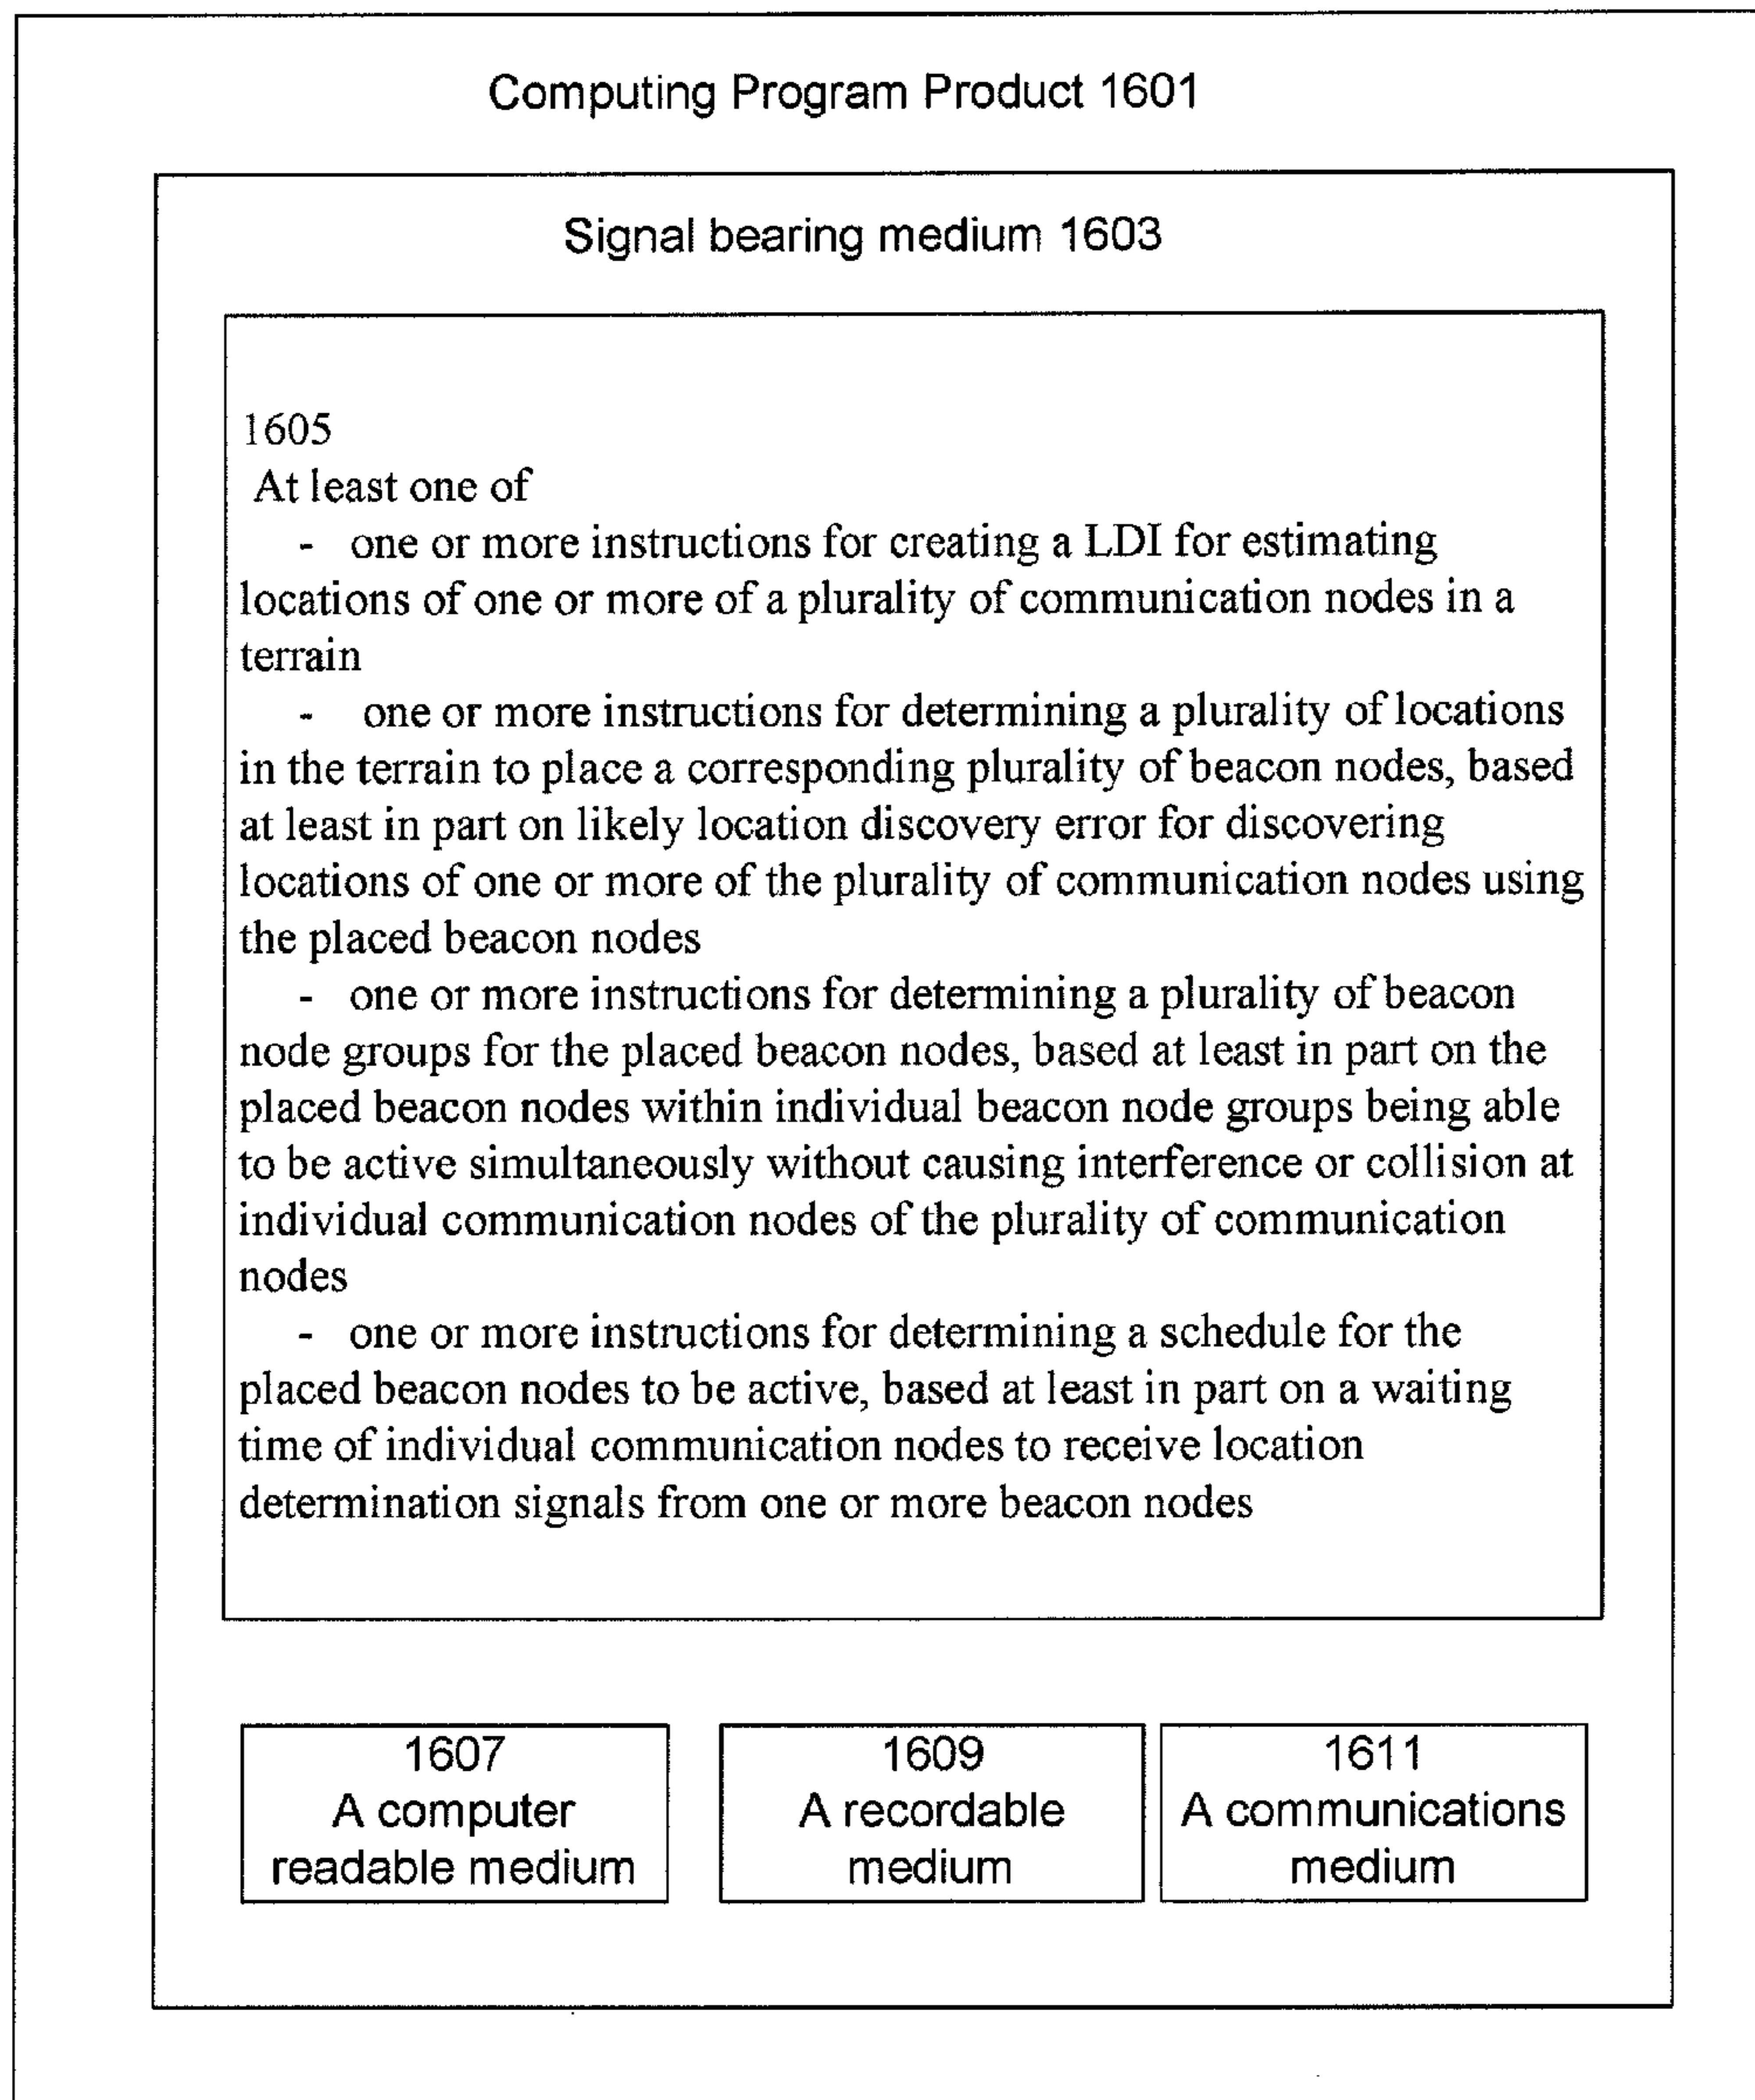 Computing Program Product 1601
Signal bearing medium 1603
1605
At least one of
- one or more instructions for creating a LDI for estimating
locations of one or more of a plurality of communication nodes in a
terrain
- one or more instructions for determining a plurality of locations
in the terrain to place a corresponding plurality of beacon nodes, based
at least in part on likely location discovery error for discovering
locations of one or more of the plurality of communication nodes using
the placed beacon nodes
- one or more instructions for determining a plurality of beacon
node groups for the placed beacon nodes, based at least in part on the
placed beacon nodes within individual beacon node groups being able
to be active simultaneously without causing interference or collision at
individual communication nodes of the plurality of communication
nodes
- one or more instructions for determining a schedule for the
placed beacon nodes to be active, based at least in part on a waiting
time of individual communication nodes to receive location
determination signals from one or more beacon nodes
1607
A computer
readable medium
1609
A recordable
medium
1611
A communications
medium